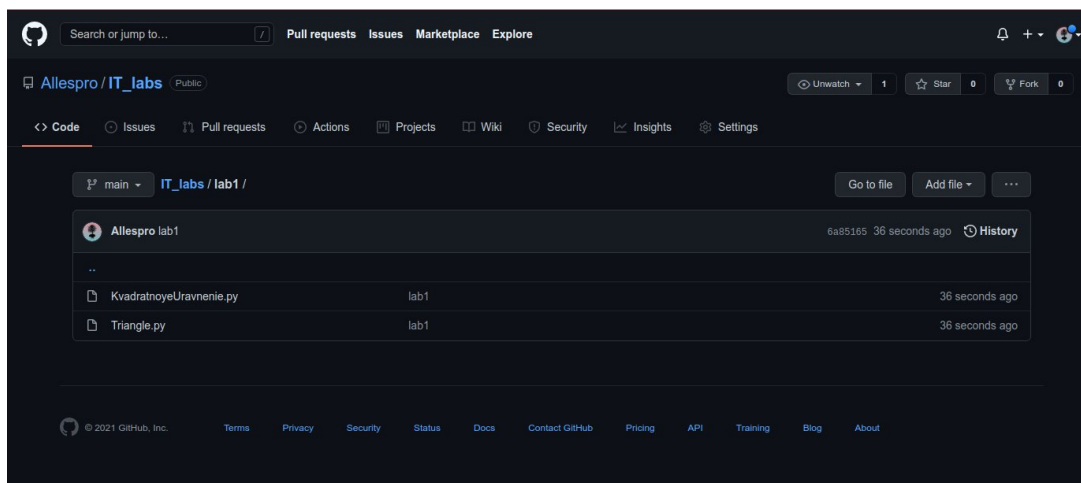 Search or jump to... / Pull requests Issues Marketplace Explore
Allespro / IT_labs Public Unwatch 1 Star 0 Fork 0
<> Code Issues Pull requests Actions Projects Wiki Security Insights Settings
main IT_labs / lab1 / Go to file Add file ...
Allespro lab1 6a85165 36 seconds ago History
..
KvadratnoyeUravnenie.py lab1 36 seconds ago
Triangle.py lab1 36 seconds ago
© 2021 GitHub, Inc. Terms Privacy Security Status Docs Contact GitHub Pricing API Training Blog About